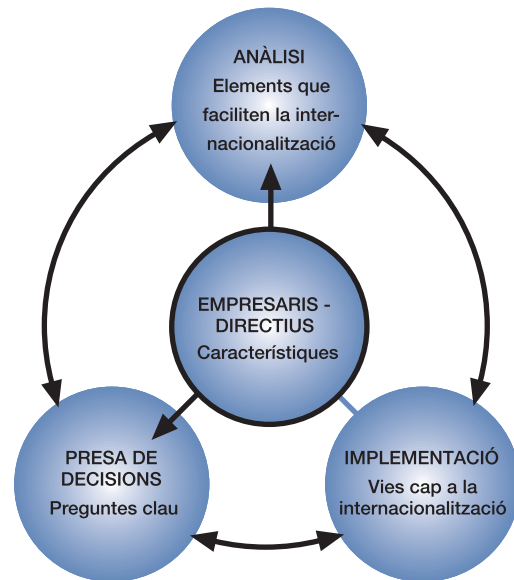 ANÀLISI
Elements que
faciliten la inter-
nacionalització
EMPRESARIS -
DIRECTIUS
Característiques
PRESA DE
DECISIONS
Preguntes clau
IMPLEMENTACIÓ
Vies cap a la
internacionalització